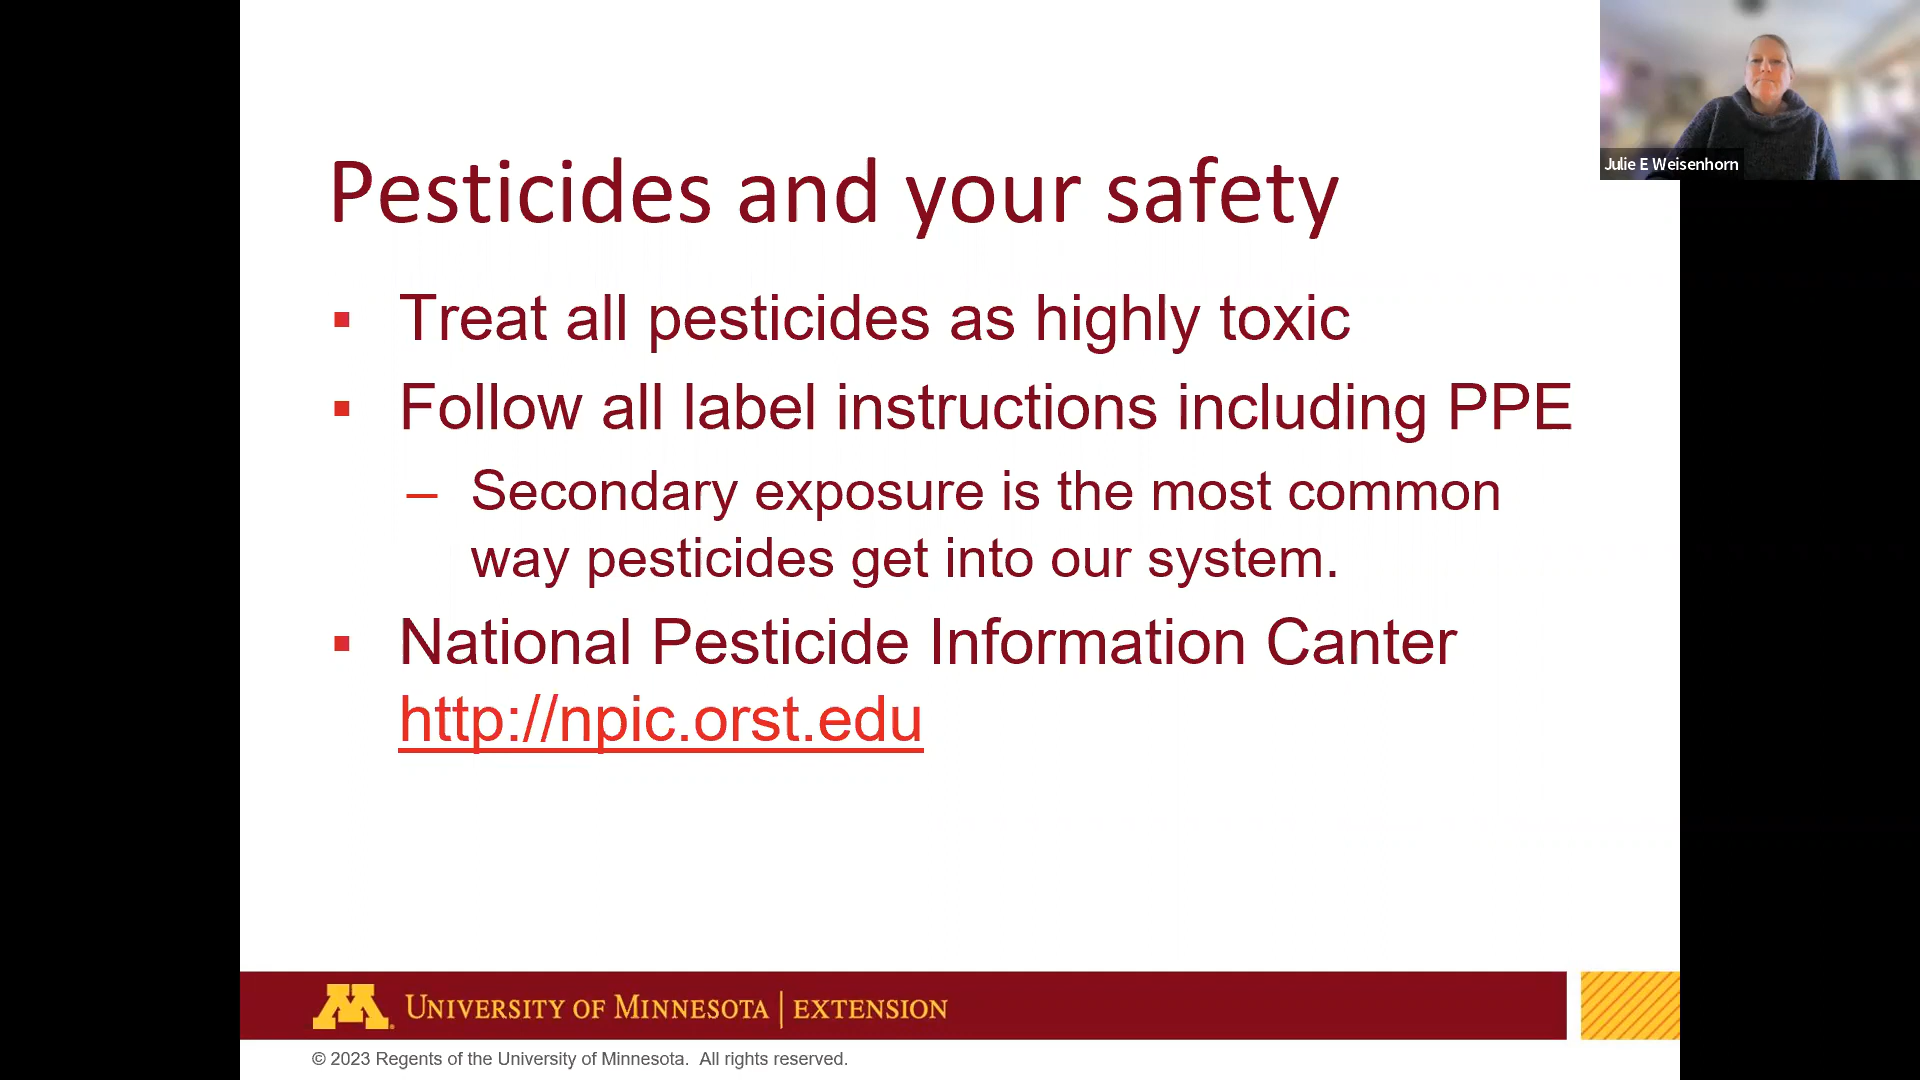 Julie E Weisenhorn
Pesticides and your safety
▪ Treat all pesticides as highly toxic
▪ Follow all label instructions including PPE
– Secondary exposure is the most common
way pesticides get into our system.
▪ National Pesticide Information Canter
http://npic.orst.edu
M. UNIVERSITY OF MINNESOTA | EXTENSION
© 2023 Regents of the University of Minnesota. All rights reserved.